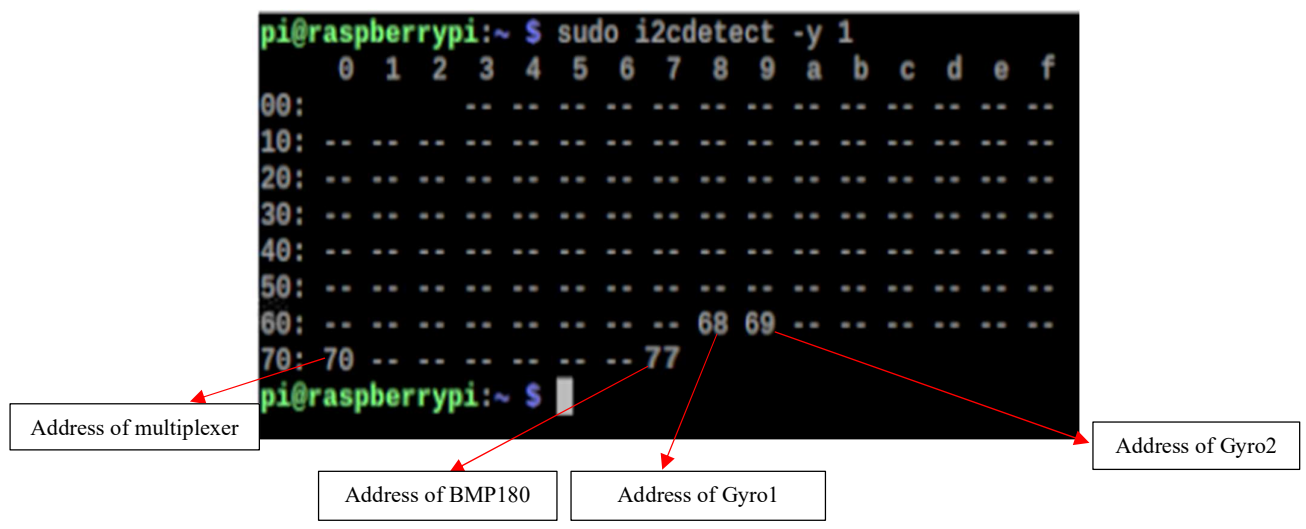 pi@raspberrypi:~ $ sudo i2cdetect -y 1
     0  1  2  3  4  5  6  7  8  9  a  b  c  d  e  f
00:          -- -- -- -- -- -- -- -- -- -- -- -- --
10: -- -- -- -- -- -- -- -- -- -- -- -- -- -- -- --
20: -- -- -- -- -- -- -- -- -- -- -- -- -- -- -- --
30: -- -- -- -- -- -- -- -- -- -- -- -- -- -- -- --
40: -- -- -- -- -- -- -- -- -- -- -- -- -- -- -- --
50: -- -- -- -- -- -- -- -- -- -- -- -- -- -- -- --
60: -- -- -- -- -- -- -- -- 68 69 -- -- -- -- -- --
70: 70 -- -- -- -- -- -- 77
pi@raspberrypi:~ $
Address of multiplexer
Address of Gyro2
Address of BMP180
Address of Gyro1